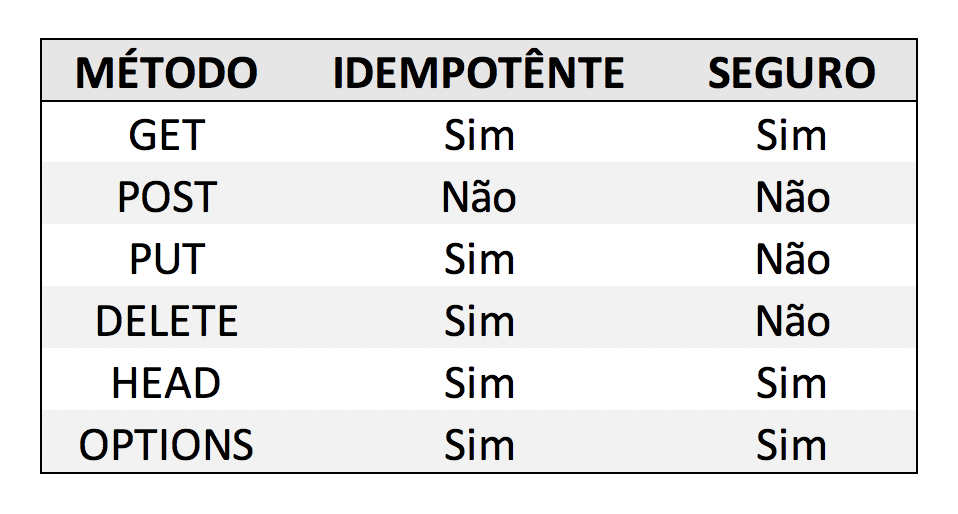 MÉTODO IDEMPOTÊNTE SEGURO
GET Sim Sim
POST Não Não
PUT Sim Não
DELETE Sim Não
HEAD Sim Sim
OPTIONS Sim Sim